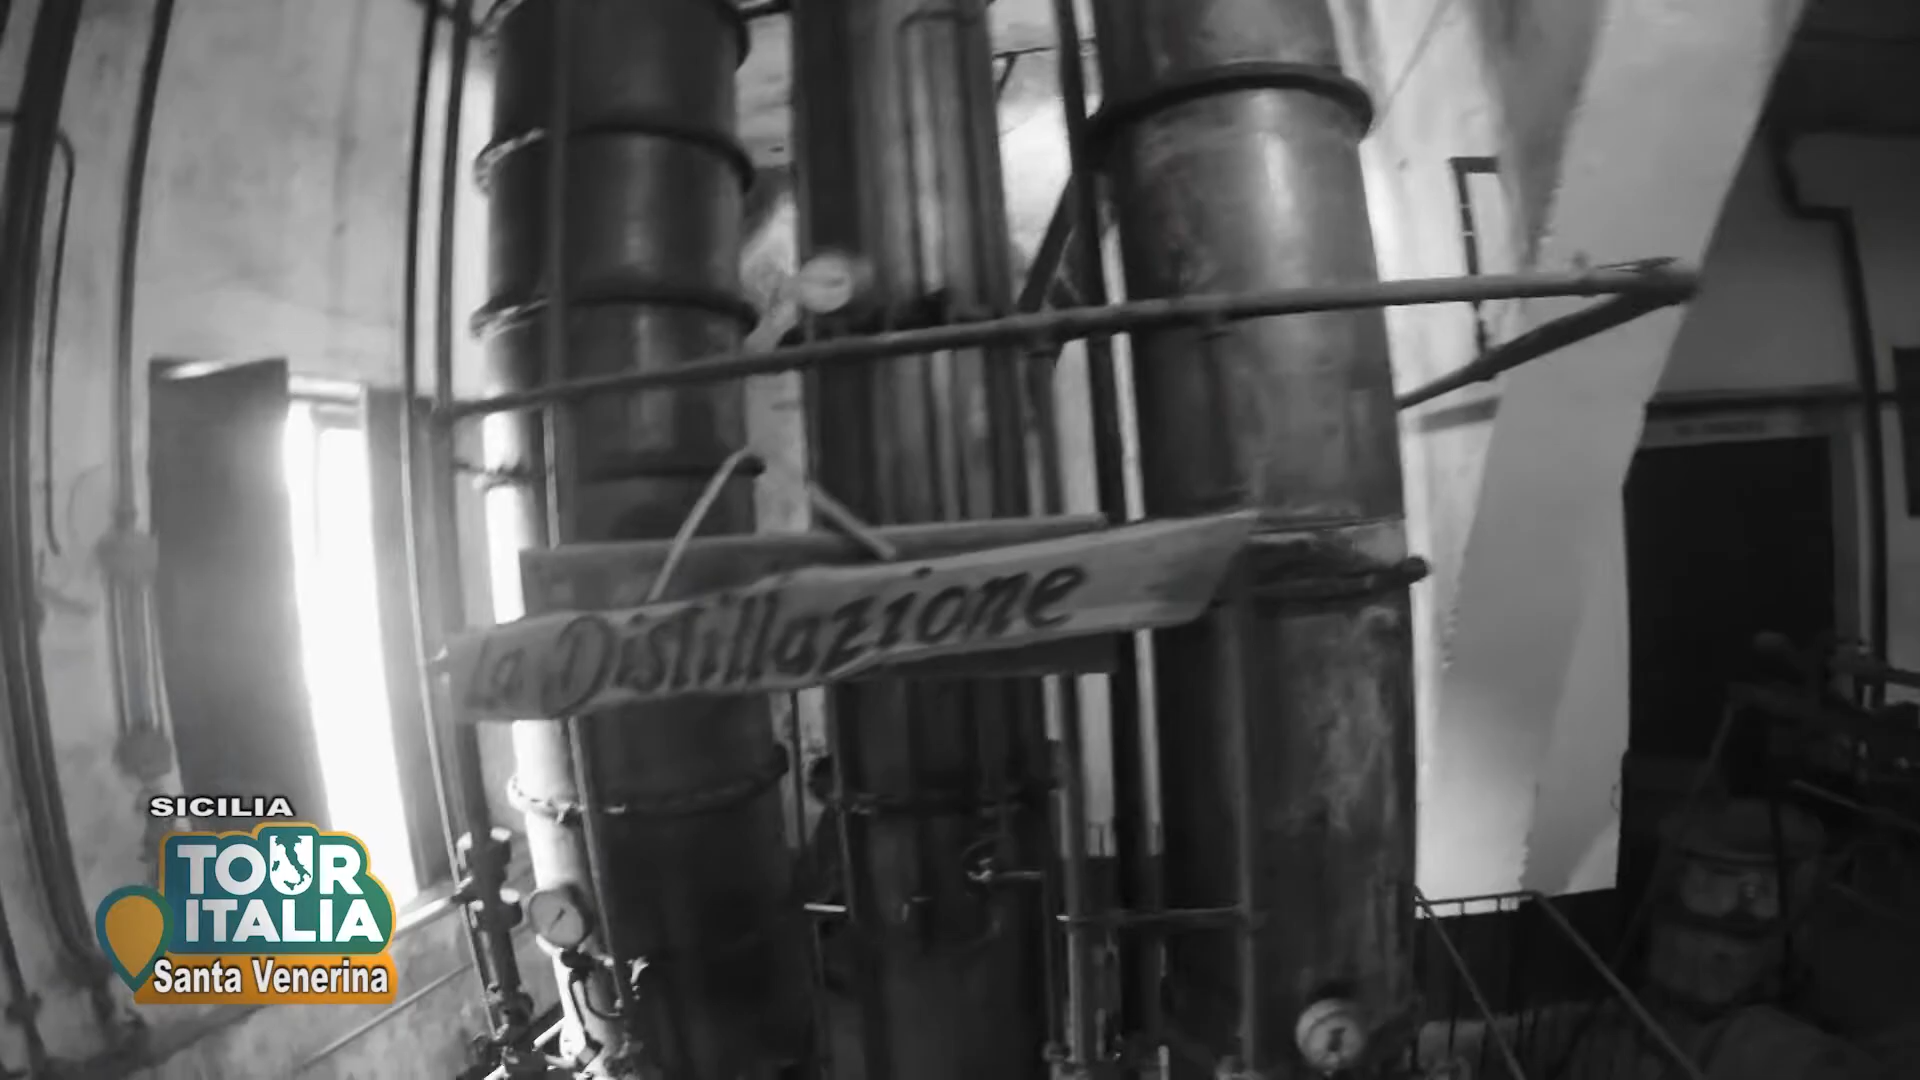 La Distillazione
SICILIA
TOUR
ITALIA
Santa Venerina